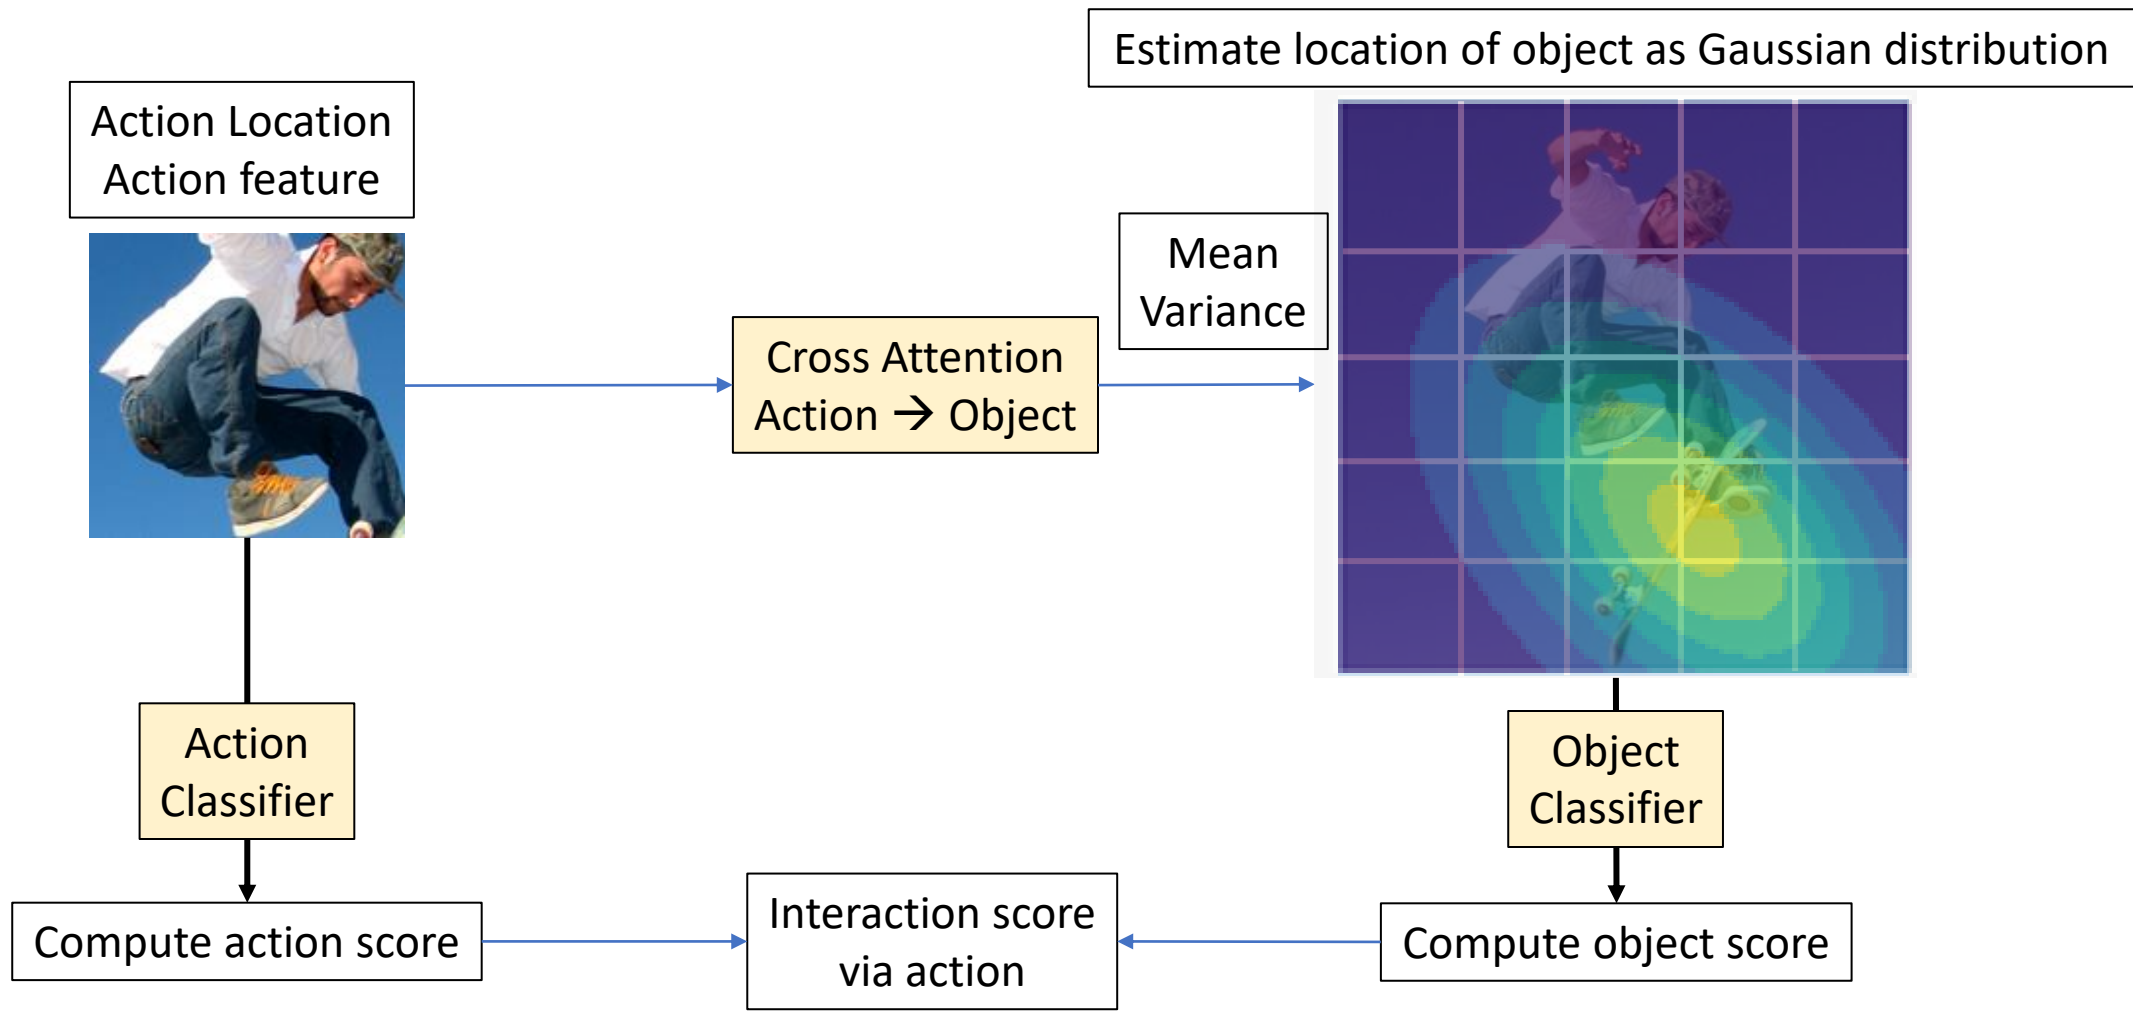 Estimate location of object as Gaussian distribution
Action Location
Action feature
Mean
Variance
Cross Attention
Action → Object
Action
Classifier
Object
Classifier
Compute action score
Interaction score
via action
Compute object score